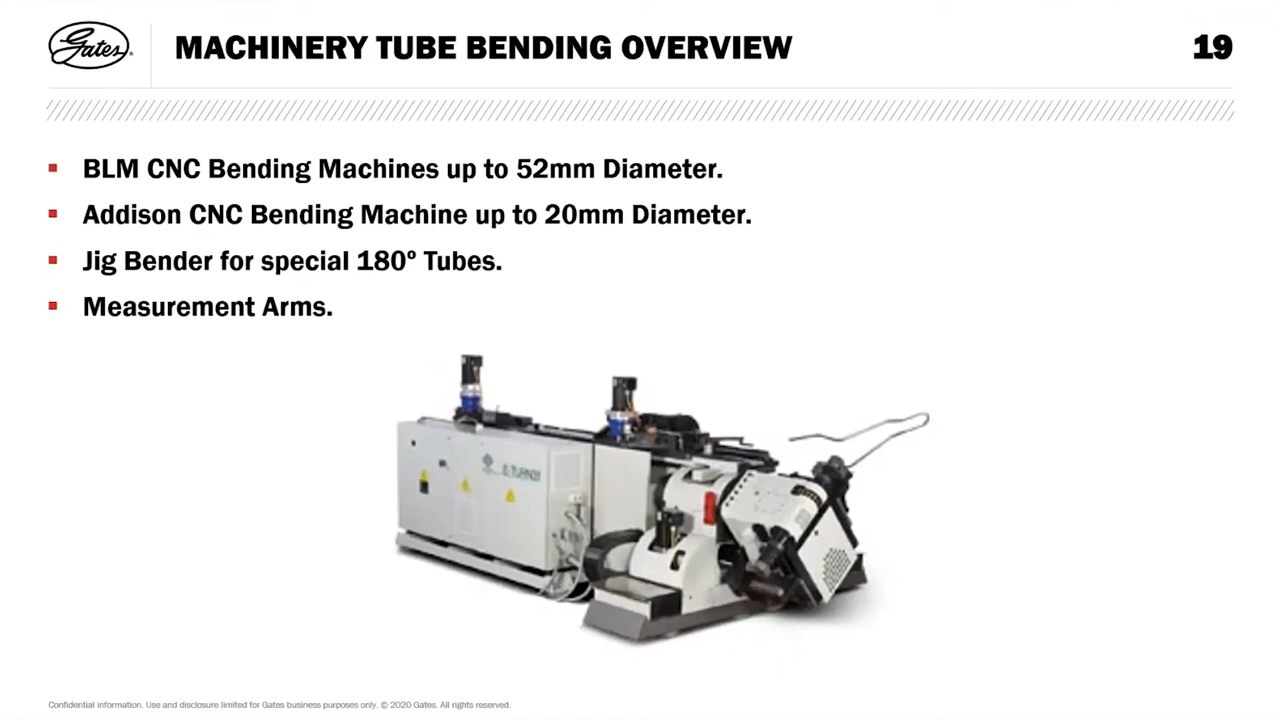 Gates
MACHINERY TUBE BENDING OVERVIEW
19
▪ BLM CNC Bending Machines up to 52mm Diameter.
▪ Addison CNC Bending Machine up to 20mm Diameter.
▪ Jig Bender for special 180º Tubes.
▪ Measurement Arms.
E-TURN
Confidential information. Use and disclosure limited for Gates business purposes only. © 2020 Gates. All rights reserved.